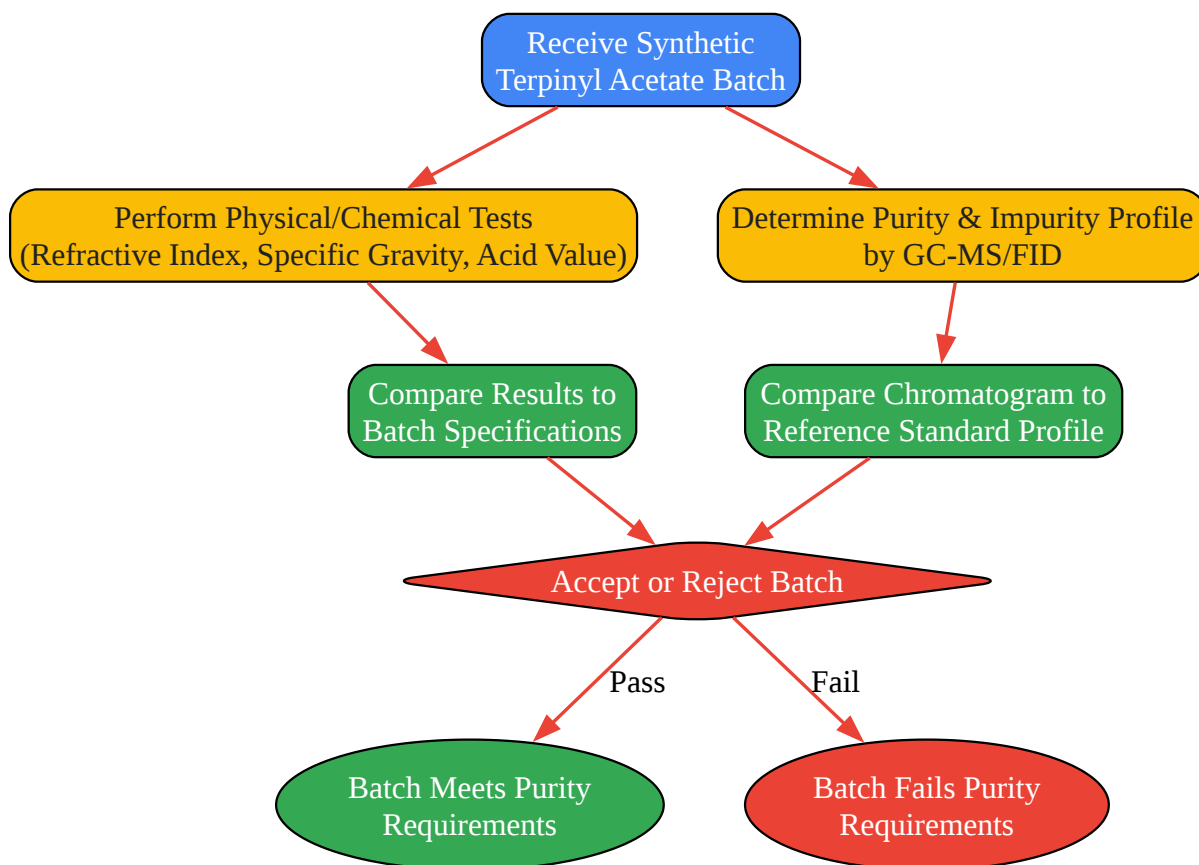 Receive Synthetic
Terpinyl Acetate Batch
Perform Physical/Chemical Tests
(Refractive Index, Specific Gravity, Acid Value)
Determine Purity & Impurity Profile
by GC-MS/FID
Compare Results to
Batch Specifications
Compare Chromatogram to
Reference Standard Profile
Accept or Reject Batch
Pass
Fail
Batch Meets Purity
Requirements
Batch Fails Purity
Requirements